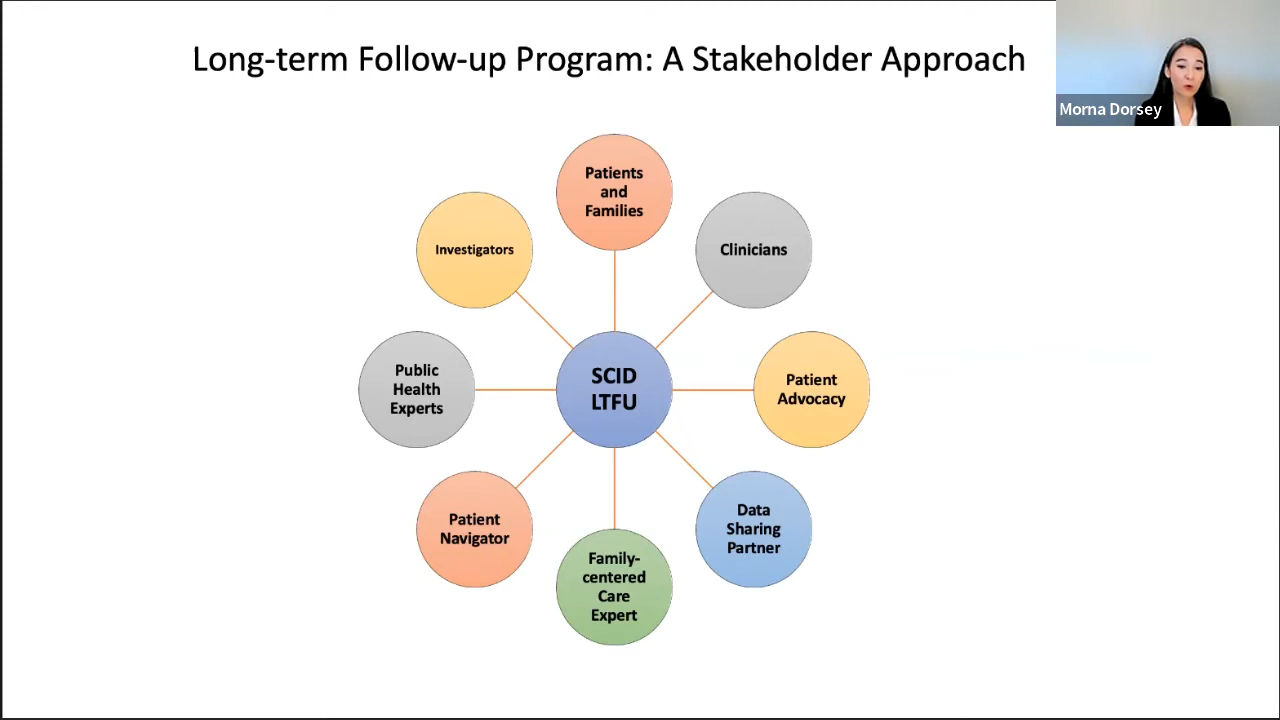 Long-term Follow-up Program: A Stakeholder Approach
Morna Dorsey
Patients
and
Families
Investigators
Clinicians
Public
Health
Experts
SCID
LTFU
Patient
Advocacy
Patient
Navigator
Data
Sharing
Partner
Family-
centered
Care
Expert